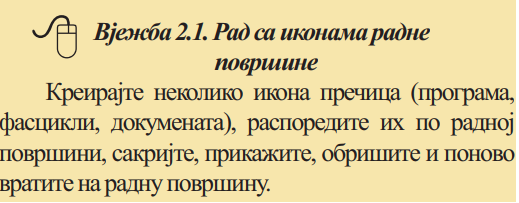 Вјежба 2.1. Рад са иконама радне
површине
Креирајте неколико икона пречица (програма,
фасцикли, докумената), распоредите их по радној
површини, сакријте, прикажите, обришите и поново
вратите на радну површину.